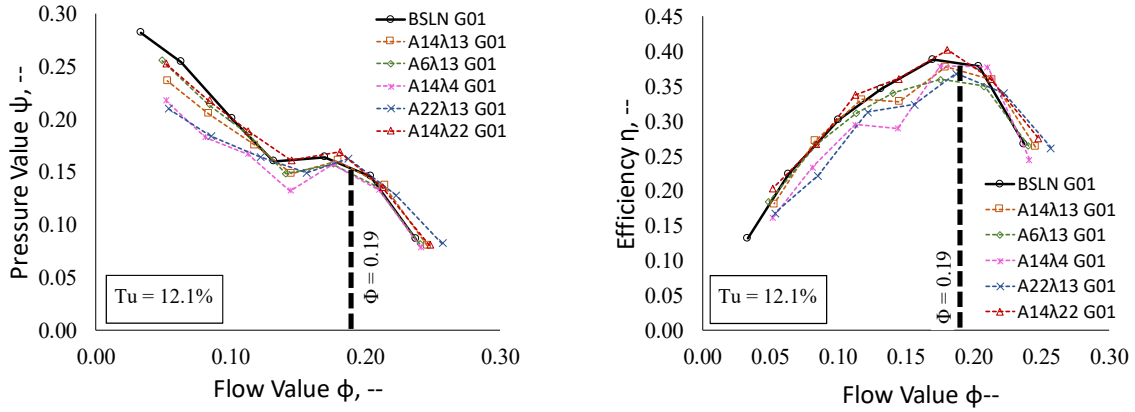 0.30
0.25
0.20
0.15
0.10
0.05
0.00
Pressure Value ψ, --
0.00 0.10 0.20 0.30
Flow Value ϕ, --
BSLN G01
A14λ13 G01
A6λ13 G01
A14λ4 G01
A22λ13 G01
A14λ22 G01
Tu = 12.1%
Φ = 0.19
0.45
0.40
0.35
0.30
0.25
0.20
0.15
0.10
0.05
0.00
Efficiency η, --
0.00 0.05 0.10 0.15 0.20 0.25 0.30
Flow Value ϕ--
BSLN G01
A14λ13 G01
A6λ13 G01
A14λ4 G01
A22λ13 G01
A14λ22 G01
Tu = 12.1%
Φ = 0.19